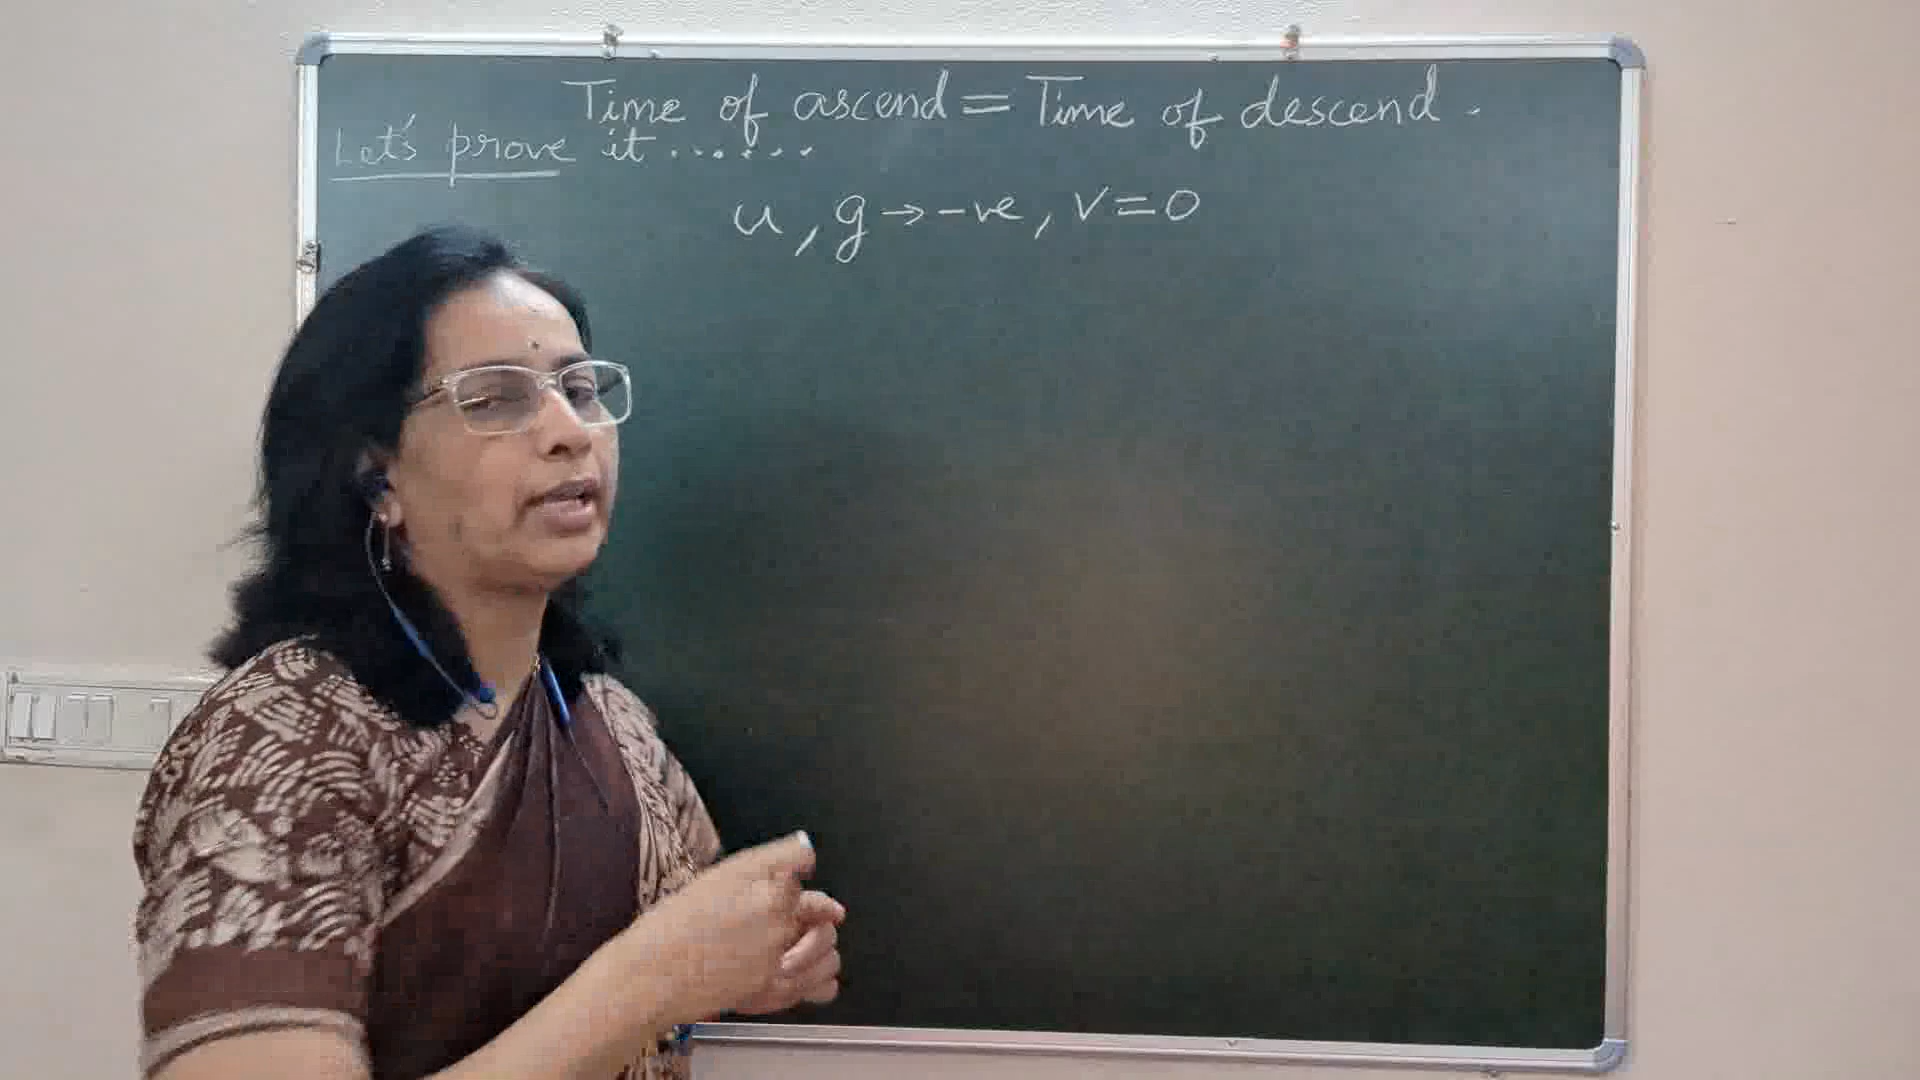 Time of ascend = Time of descend.
Let's prove it.......
u, g → -ve, v = 0